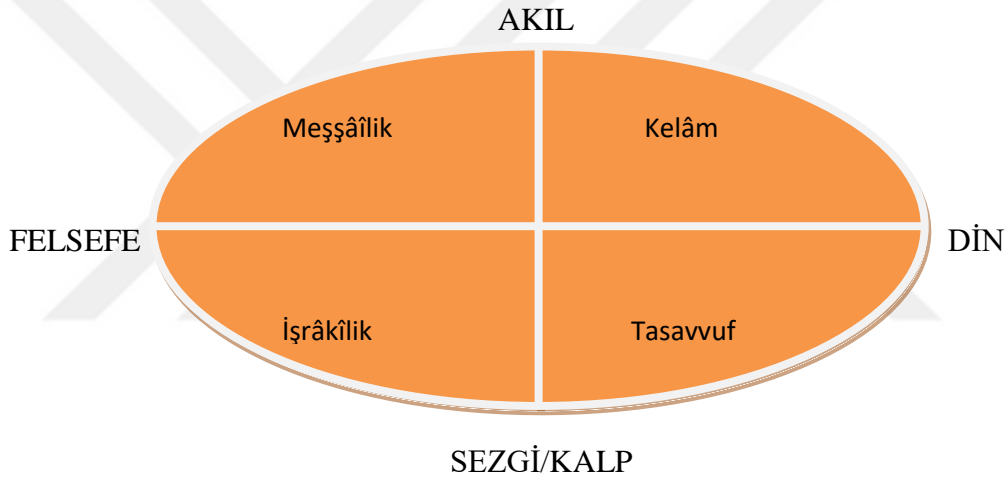 AKIL
Meşşâîlik Kelâm
FELSEFE DİN
İşrâkîlik Tasavvuf
SEZGİ/KALP